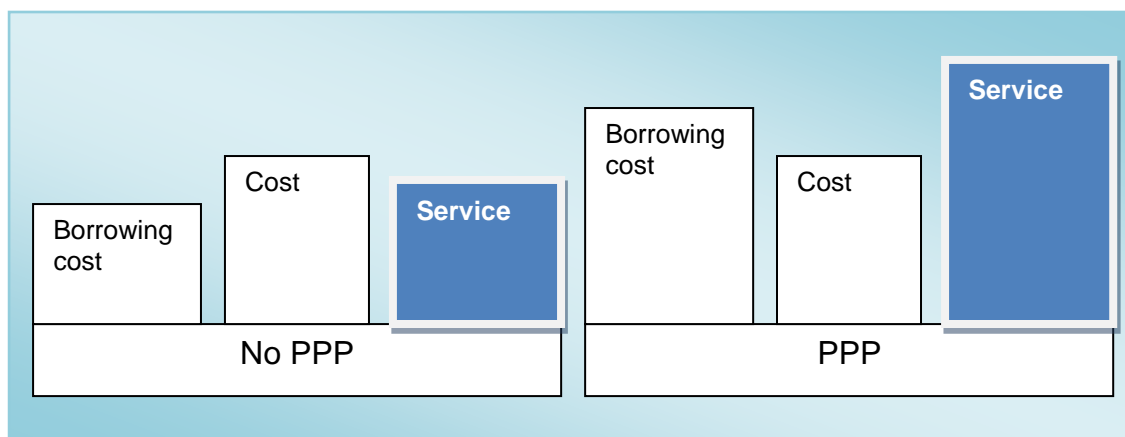 Borrowing
cost
Cost
Service
No PPP
Borrowing
cost
Cost
Service
PPP